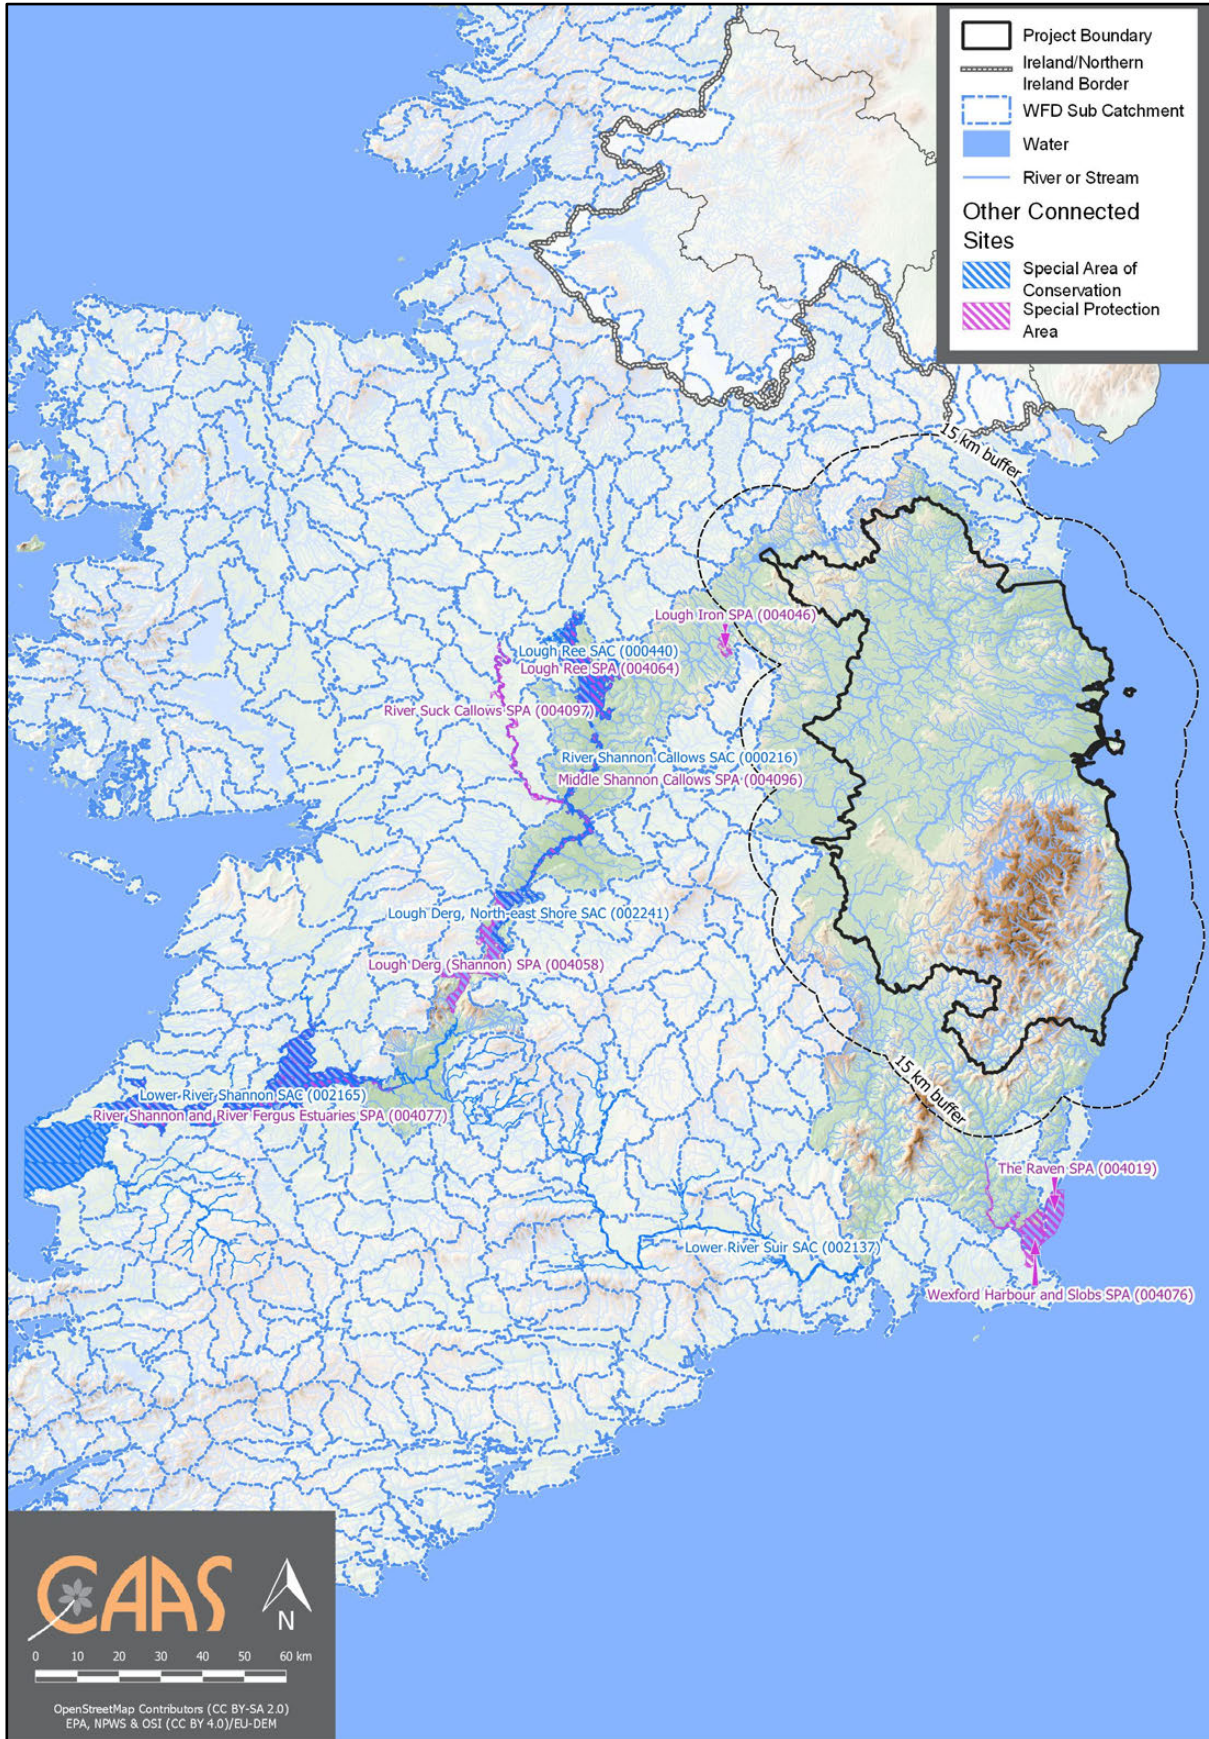 Project Boundary
Ireland/Northern
Ireland Border
WFD Sub Catchment
Water
River or Stream
Other Connected
Sites
Special Area of
Conservation
Special Protection
Area
15 km buffer
Lough Iron SPA (004046)
Lough Ree SAC (000440)
Lough Ree SPA (004064)
River Suck Callows SPA (004097)
River Shannon Callows SAC (000216)
Middle Shannon Callows SPA (004096)
Lough Derg, North-east Shore SAC (002241)
Lough Derg (Shannon) SPA (004058)
15 km buffer
Lower River Shannon SAC (002165)
River Shannon and River Fergus Estuaries SPA (004077)
The Raven SPA (004019)
Lower River Suir SAC (002137)
Wexford Harbour and Slobs SPA (004076)
CAAS
N
0 10 20 30 40 50 60 km
OpenStreetMap Contributors (CC BY-SA 2.0)
EPA, NPWS & OSI (CC BY 4.0)/EU-DEM